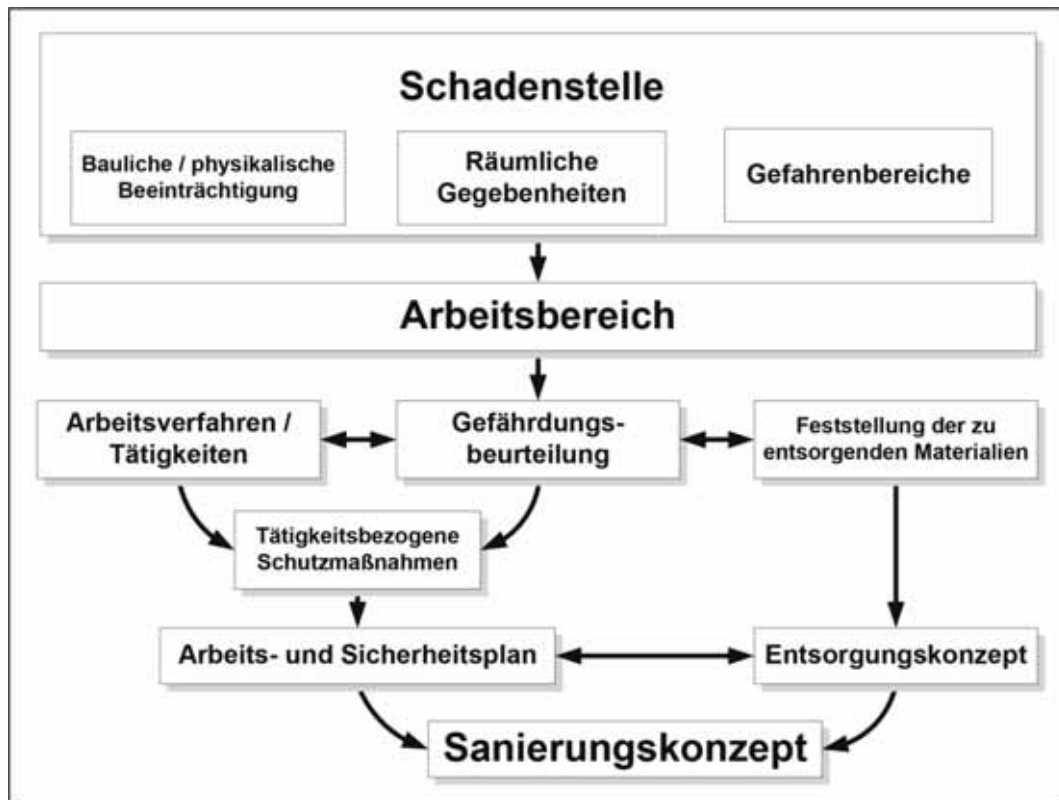 Schadenstelle
Bauliche / physikalische
Beeinträchtigung
Räumliche
Gegebenheiten
Gefahrenbereiche
Arbeitsbereich
Arbeitsverfahren /
Tätigkeiten
Gefährdungs-
beurteilung
Feststellung der zu
entsorgenden Materialien
Tätigkeitsbezogene
Schutzmaßnahmen
Arbeits- und Sicherheitsplan
Entsorgungskonzept
Sanierungskonzept